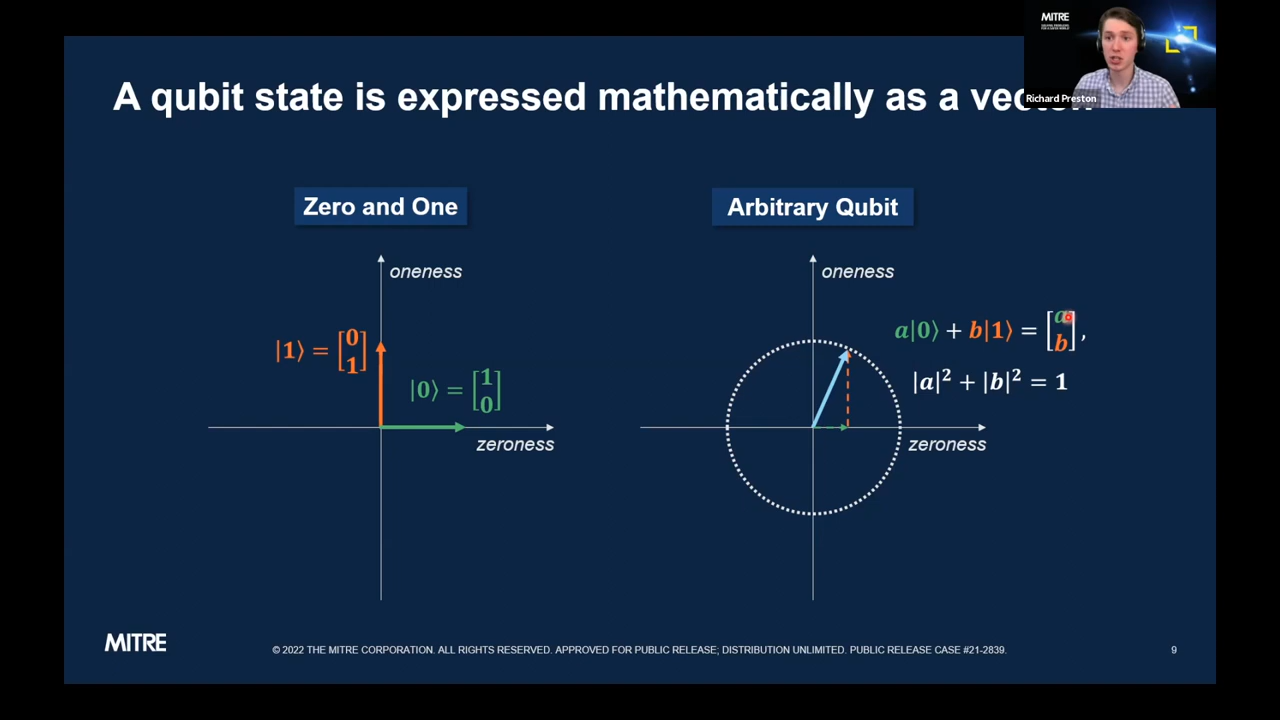 MITRE
Richard Preston
A qubit state is expressed mathematically as a
Zero and One
Arbitrary Qubit
oneness
oneness
|1⟩ = [0 1]
|0⟩ = [1 0]
a|0⟩ + b|1⟩ = [a b],
|a|² + |b|² = 1
zeroness
zeroness
MITRE
© 2022 THE MITRE CORPORATION. ALL RIGHTS RESERVED. APPROVED FOR PUBLIC RELEASE; DISTRIBUTION UNLIMITED. PUBLIC RELEASE CASE #21-2839.
9